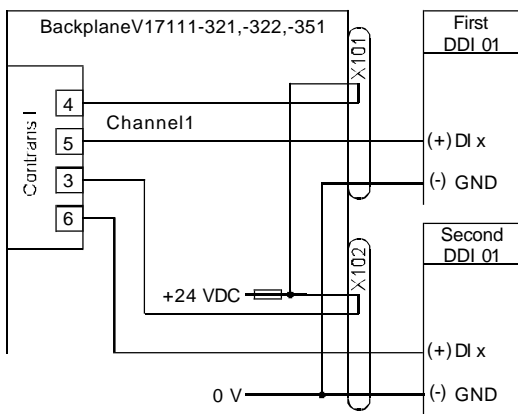 BackplaneV17111-321,-322,-351
First
DDI 01
X101
Contrans I
4
Channel1
5
(+) DI x
3
(-) GND
6
Second
DDI 01
X102
+24 VDC
(+) DI x
0 V
(-) GND